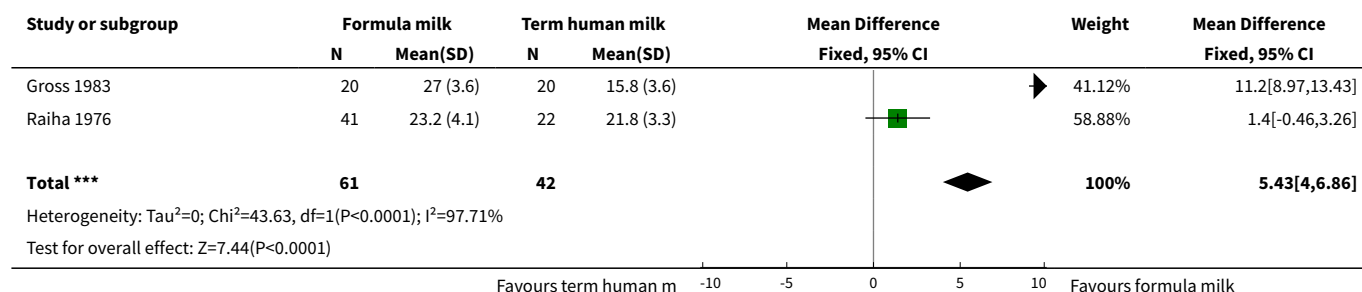 Study or subgroup Formula milk Term human milk Mean Difference Weight Mean Difference
N Mean(SD) N Mean(SD) Fixed, 95% CI Fixed, 95% CI
Gross 1983 20 27 (3.6) 20 15.8 (3.6) 41.12% 11.2[8.97,13.43]
Raiha 1976 41 23.2 (4.1) 22 21.8 (3.3) 58.88% 1.4[-0.46,3.26]
Total *** 61 42 100% 5.43[4,6.86]
Heterogeneity: Tau²=0; Chi²=43.63, df=1(P<0.0001); I²=97.71%
Test for overall effect: Z=7.44(P<0.0001)
Favours term human m -10 -5 0 5 10 Favours formula milk